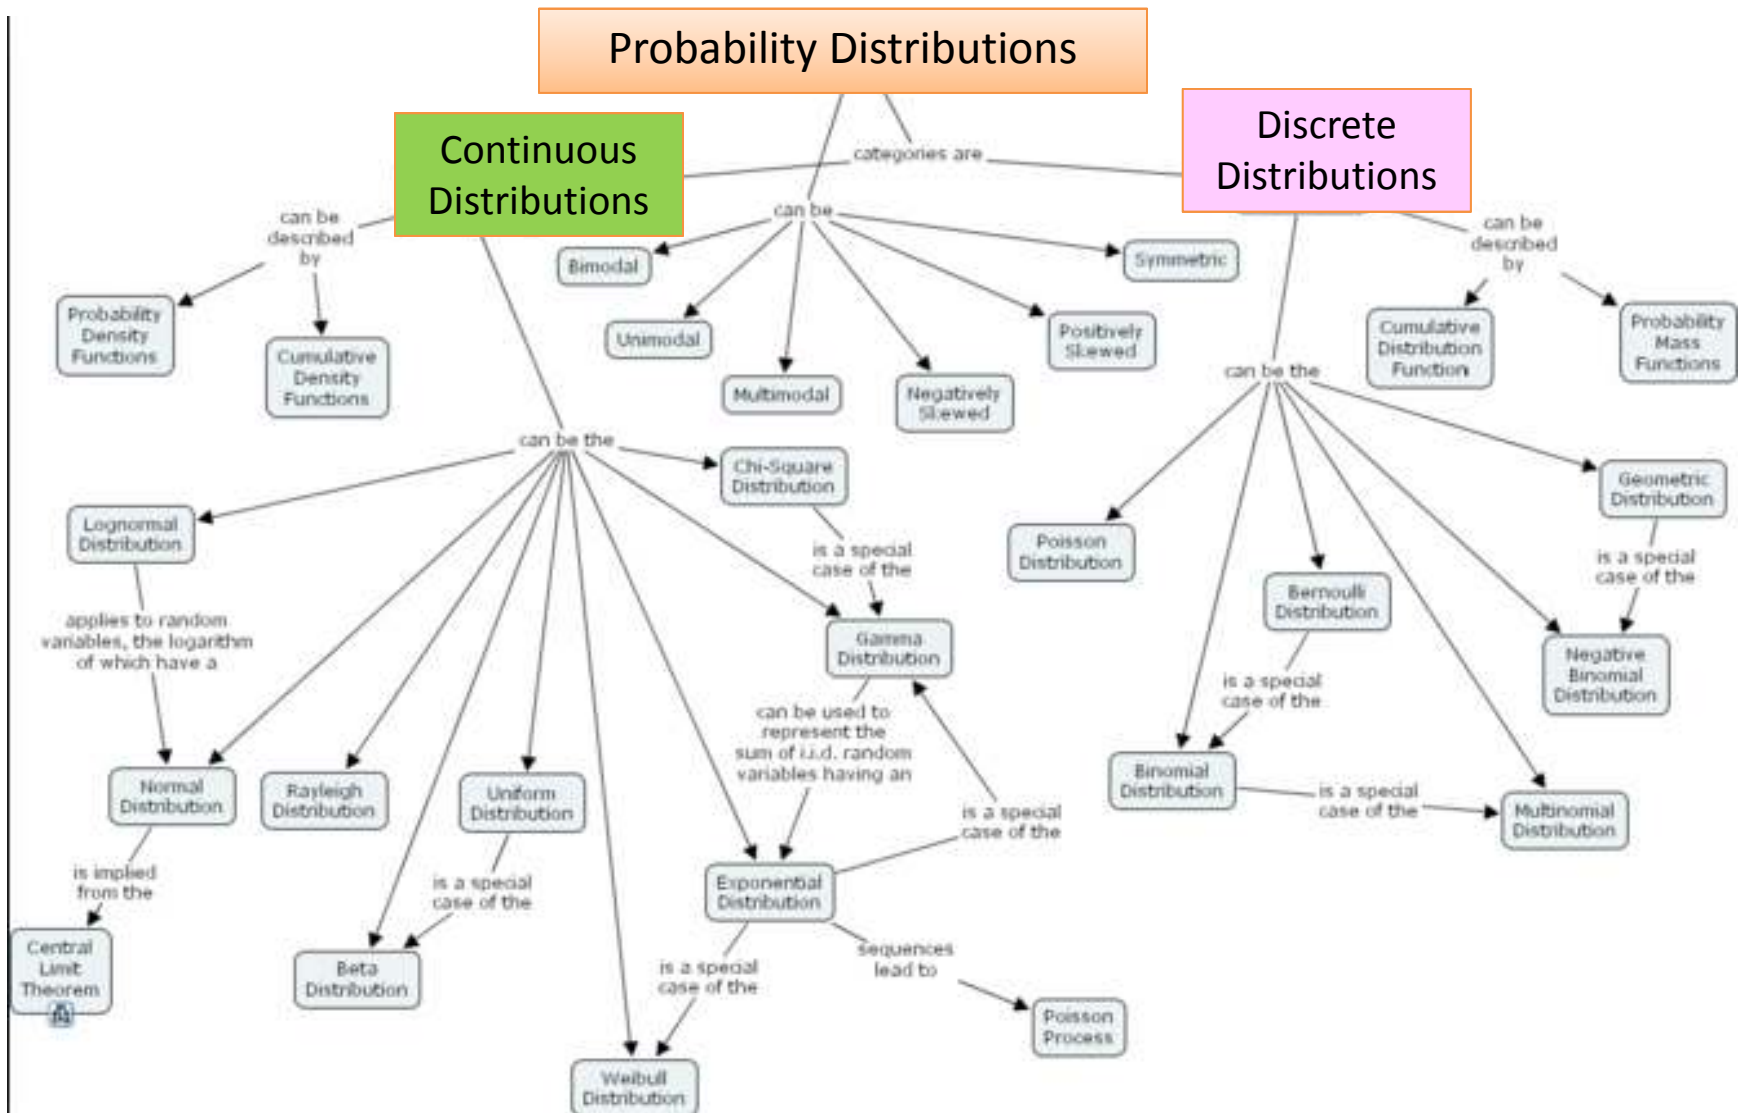 Probability Distributions
Continuous
Distributions
Discrete
Distributions
categories are
can be
described
by
can be
can be
described
by
Bimodal
Symmetric
Probability
Density
Functions
Cumulative
Density
Functions
Unimodal
Multimodal
Negatively
Skewed
Positively
Skewed
Cumulative
Distribution
Function
Probability
Mass
Functions
can be the
can be the
Chi-Square
Distribution
Geometric
Distribution
Lognormal
Distribution
is a special
case of the
Poisson
Distribution
is a special
case of the
Bernoulli
Distribution
applies to random
variables, the logarithm
of which have a
Gamma
Distribution
Negative
Binomial
Distribution
is a special
case of the
can be used to
represent the
sum of i.i.d. random
variables having an
Normal
Distribution
Rayleigh
Distribution
Uniform
Distribution
is a special
case of the
Binomial
Distribution
is a special
case of the
Multinomial
Distribution
is implied
from the
is a special
case of the
Exponential
Distribution
Central
Limit
Theorem
Beta
Distribution
is a special
case of the
sequences
lead to
Poisson
Process
Weibull
Distribution